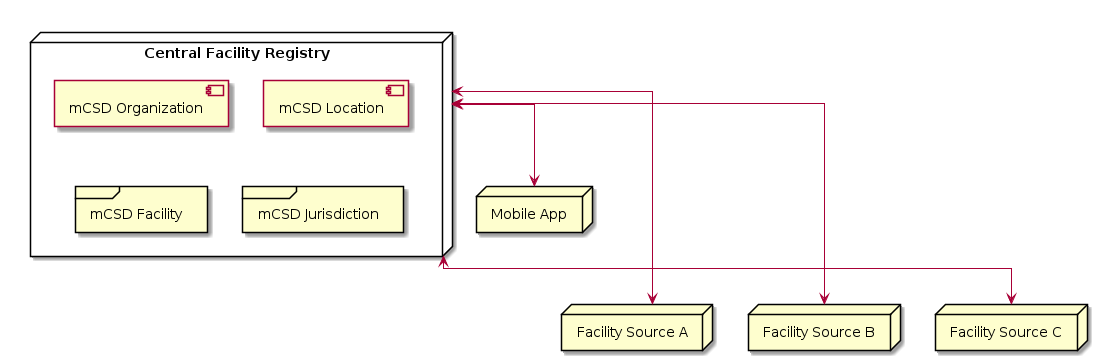 Central Facility Registry
mCSD Organization
mCSD Location
mCSD Facility
mCSD Jurisdiction
Mobile App
Facility Source A
Facility Source B
Facility Source C